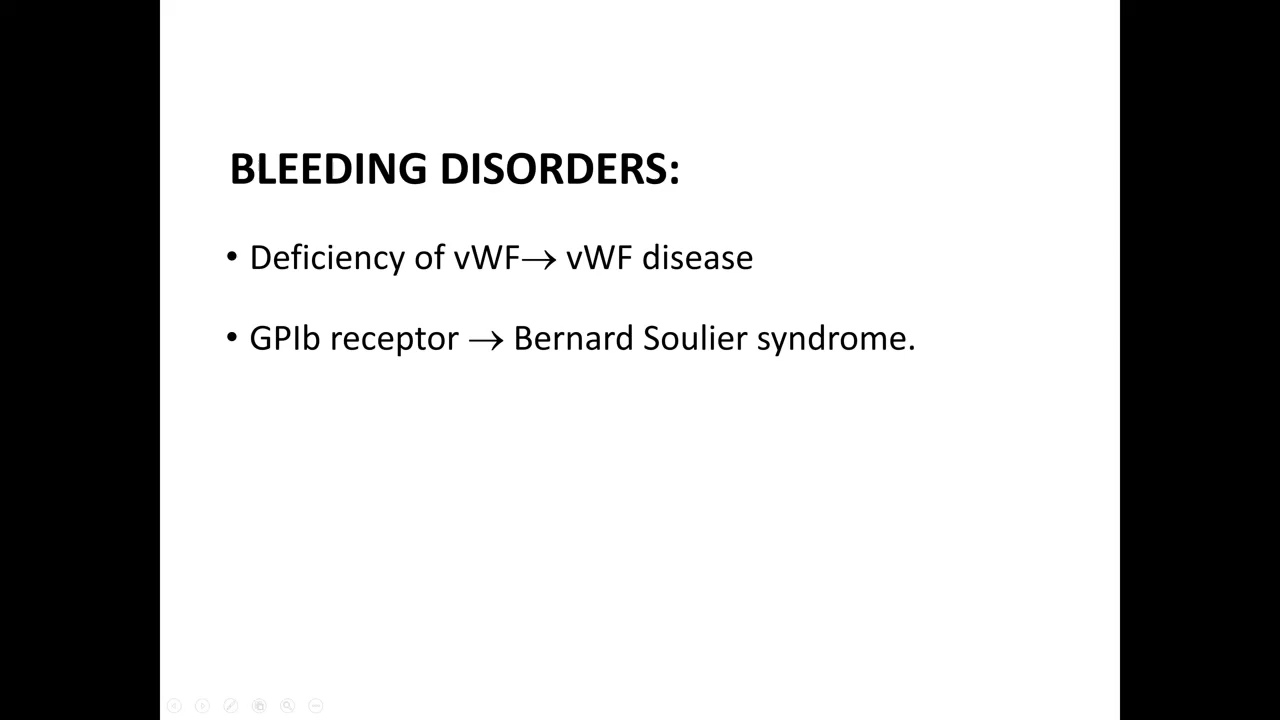 BLEEDING DISORDERS:
• Deficiency of vWF→ vWF disease
• GPIb receptor → Bernard Soulier syndrome.